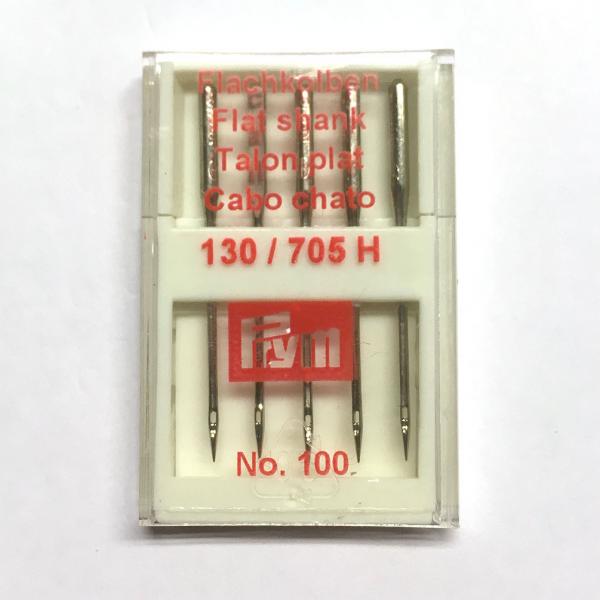 Flachkolben
Flat shank
Talon plat
Cabo chato
130 / 705 H
Prym
No. 100